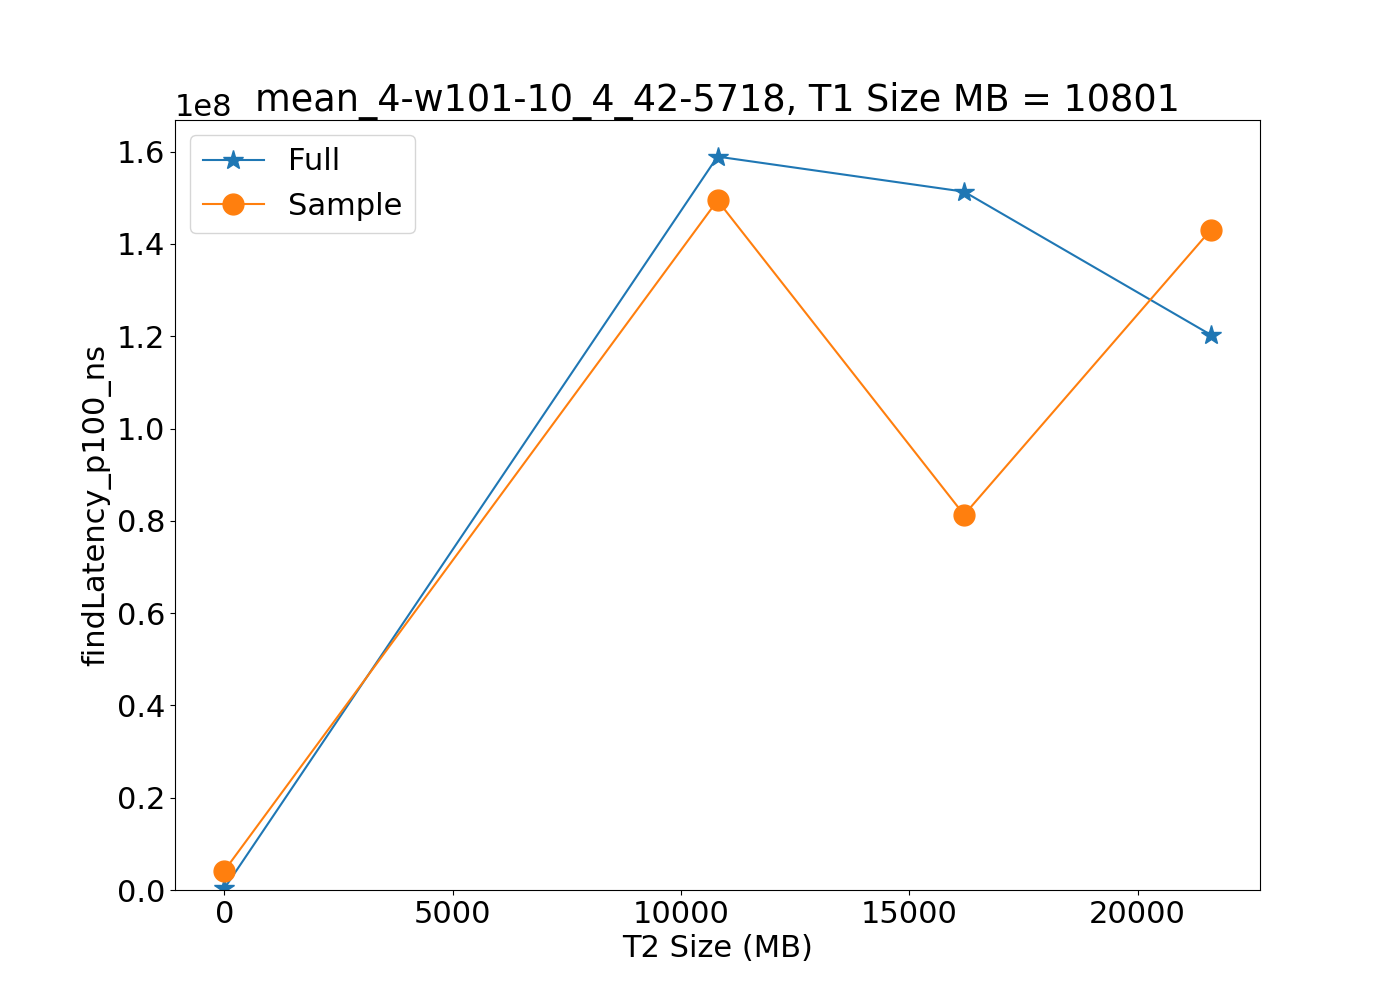 1e8
mean_4-w101-10_4_42-5718, T1 Size MB = 10801
Full
Sample
1.6
1.4
1.2
1.0
0.8
0.6
0.4
0.2
0.0
findLatency_p100_ns
0 5000 10000 15000 20000
T2 Size (MB)